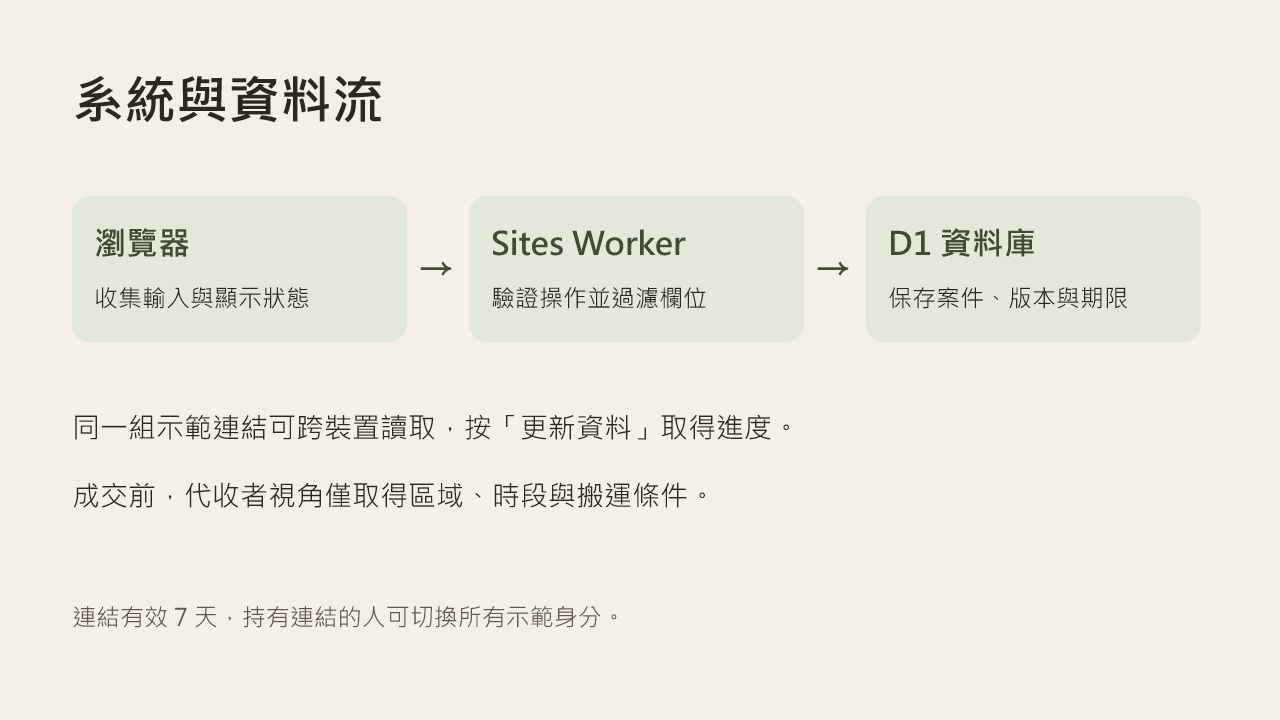 系統與資料流
瀏覽器
收集輸入與顯示狀態
→
Sites Worker
驗證操作並過濾欄位
→
D1 資料庫
保存案件、版本與期限
同一組示範連結可跨裝置讀取，按「更新資料」取得進度。
成交前，代收者視角僅取得區域、時段與搬運條件。
連結有效 7 天，持有連結的人可切換所有示範身分。